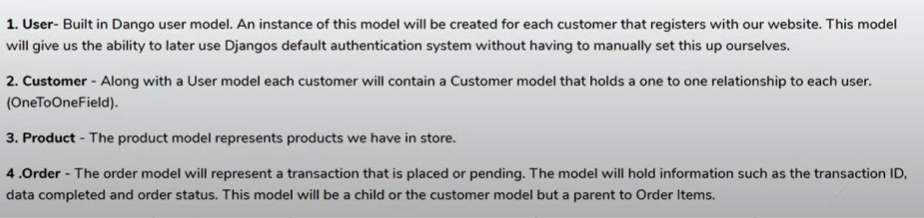 1. User- Built in Dango user model. An instance of this model will be created for each customer that registers with our website. This model
will give us the ability to later use Djangos default authentication system without having to manually set this up ourselves.
2. Customer - Along with a User model each customer will contain a Customer model that holds a one to one relationship to each user.
(OneToOneField).
3. Product - The product model represents products we have in store.
4 .Order - The order model will represent a transaction that is placed or pending. The model will hold information such as the transaction ID,
data completed and order status. This model will be a child or the customer model but a parent to Order Items.